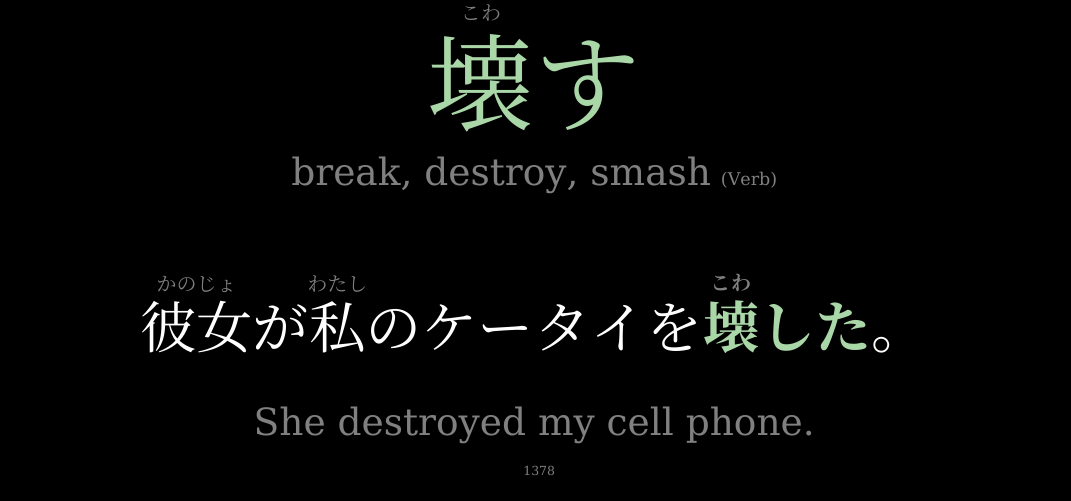 こわ
壊す
break, destroy, smash (Verb)
かのじょ わたし こわ
彼女が私のケータイを壊した。
She destroyed my cell phone.
1378